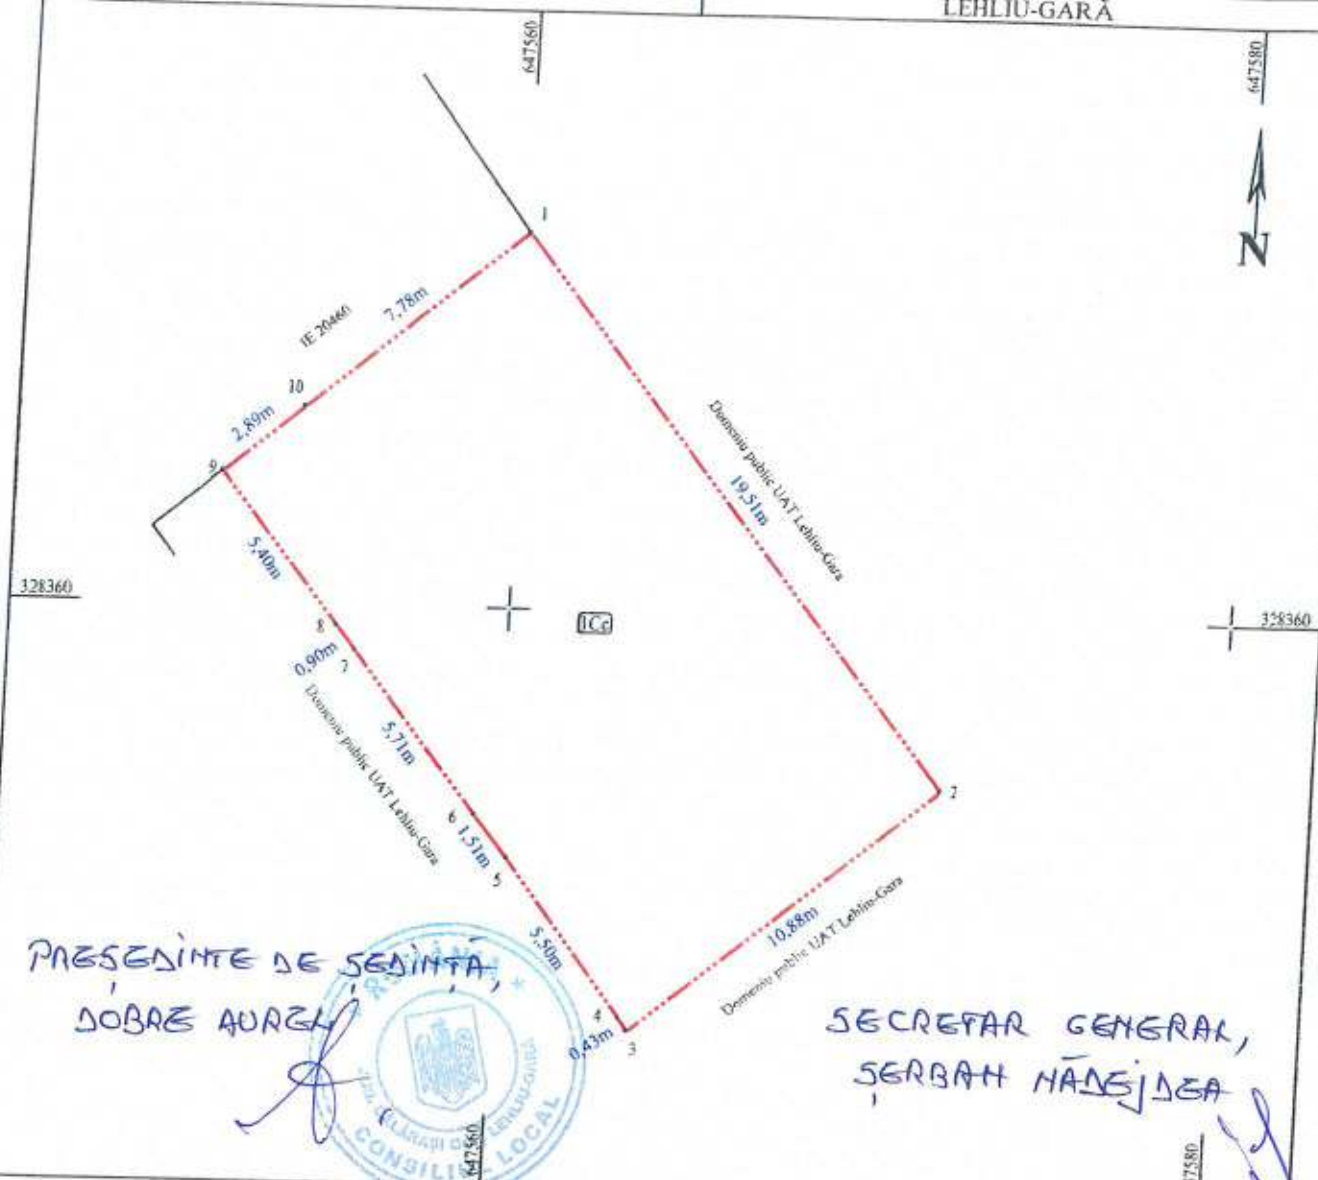 LEHLIU-GARĂ
647560
647580
N
1
7,78m
IE 20460
10
2,89m
9
Domeniu public UAT Lehliu-Gara
19,51m
5,40m
328360
1Cc
328360
8
0,90m
7
Domeniu public UAT Lehliu-Gara
5,71m
6
1,51m
5
2
5,50m
10,88m
Domeniu public UAT Lehliu-Gara
4
0,43m
3
PREȘEDINTE DE ȘEDINȚĂ,
DOBRE AUREL
SECRETAR GENERAL,
ȘERBAN NĂDEJDEA
ROMÂNIA
LEHLIU-GARĂ
CONSILIUL LOCAL
647560
7580